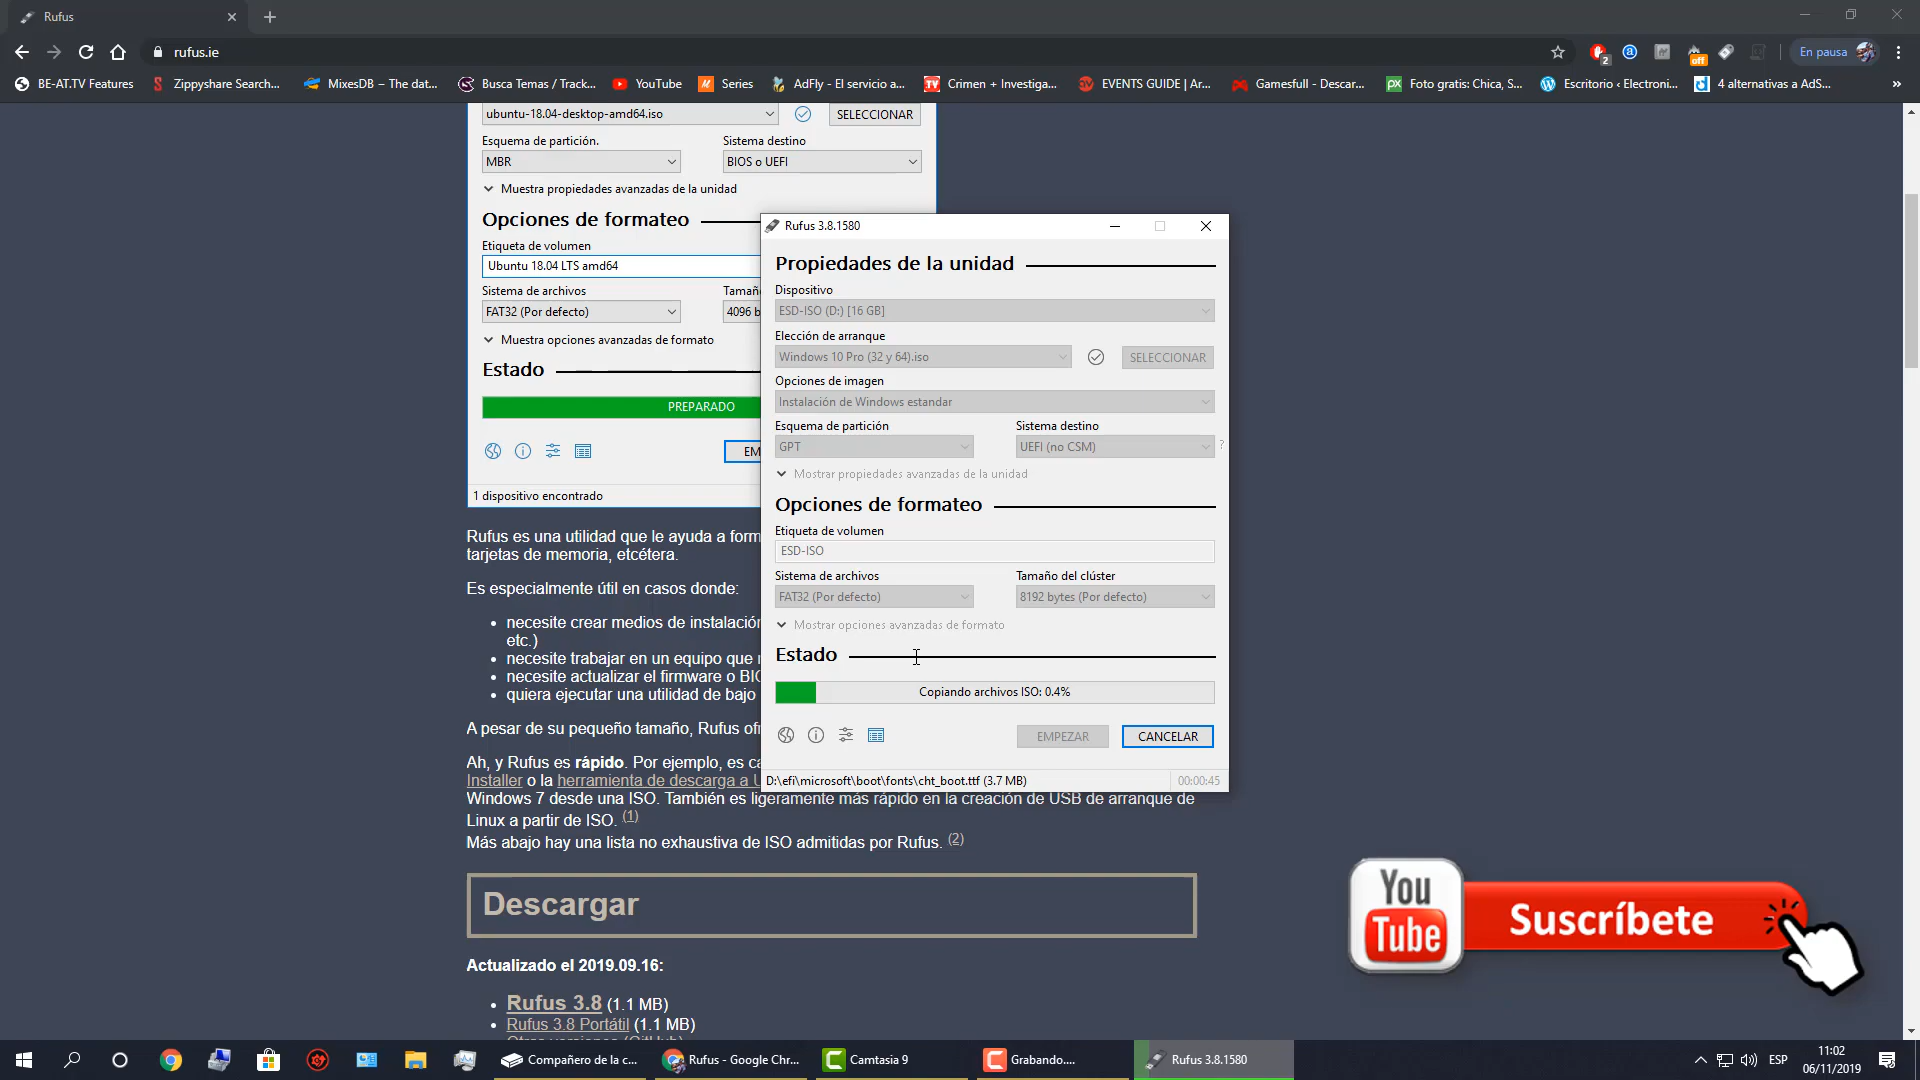 Rufus
rufus.ie
En pausa
2
off
BE-AT.TV Features
Zippyshare Search...
MixesDB – The dat...
Busca Temas / Track...
YouTube
Series
AdFly - El servicio a...
Crimen + Investiga...
EVENTS GUIDE | Ar...
Gamesfull - Descar...
Foto gratis: Chica, S...
Escritorio ‹ Electroni...
4 alternativas a AdS...
»
ubuntu-18.04-desktop-amd64.iso
SELECCIONAR
Esquema de partición.
Sistema destino
MBR
BIOS o UEFI
Muestra propiedades avanzadas de la unidad
Opciones de formateo
Etiqueta de volumen
Ubuntu 18.04 LTS amd64
Sistema de archivos
Tamañ
FAT32 (Por defecto)
4096 b
Muestra opciones avanzadas de formato
Estado
PREPARADO
EM
1 dispositivo encontrado
Rufus es una utilidad que le ayuda a form
tarjetas de memoria, etcétera.
Es especialmente útil en casos donde:
necesite crear medios de instalación
etc.)
necesite trabajar en un equipo que n
necesite actualizar el firmware o BIO
quiera ejecutar una utilidad de bajo
A pesar de su pequeño tamaño, Rufus ofr
Ah, y Rufus es rápido. Por ejemplo, es ca
Installer o la herramienta de descarga a U
Windows 7 desde una ISO. También es ligeramente más rápido en la creación de USB de arranque de
Linux a partir de ISO. (1)
Más abajo hay una lista no exhaustiva de ISO admitidas por Rufus. (2)
Descargar
Actualizado el 2019.09.16:
Rufus 3.8 (1.1 MB)
Rufus 3.8 Portátil (1.1 MB)
Otras versiones (GitHub)
Rufus 3.8.1580
Propiedades de la unidad
Dispositivo
ESD-ISO (D:) [16 GB]
Elección de arranque
Windows 10 Pro (32 y 64).iso
SELECCIONAR
Opciones de imagen
Instalación de Windows estandar
Esquema de partición
Sistema destino
GPT
UEFI (no CSM)
?
Mostrar propiedades avanzadas de la unidad
Opciones de formateo
Etiqueta de volumen
ESD-ISO
Sistema de archivos
Tamaño del clúster
FAT32 (Por defecto)
8192 bytes (Por defecto)
Mostrar opciones avanzadas de formato
Estado
Copiando archivos ISO: 0.4%
EMPEZAR
CANCELAR
D:\efi\microsoft\boot\fonts\cht_boot.ttf (3.7 MB)
00:00:45
You
Tube
Suscríbete
Compañero de la c...
Rufus - Google Chr...
Camtasia 9
Grabando....
Rufus 3.8.1580
ESP
11:02
06/11/2019